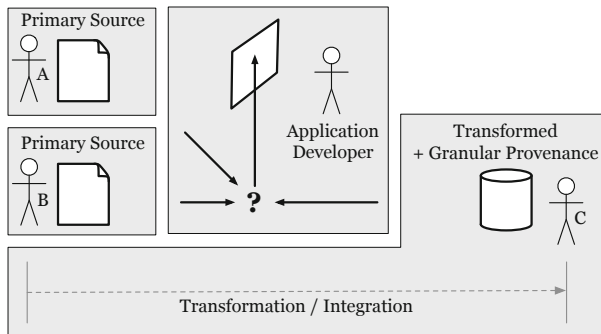 Primary Source
A
Primary Source
B
Application
Developer
?
Transformed
+ Granular Provenance
C
Transformation / Integration